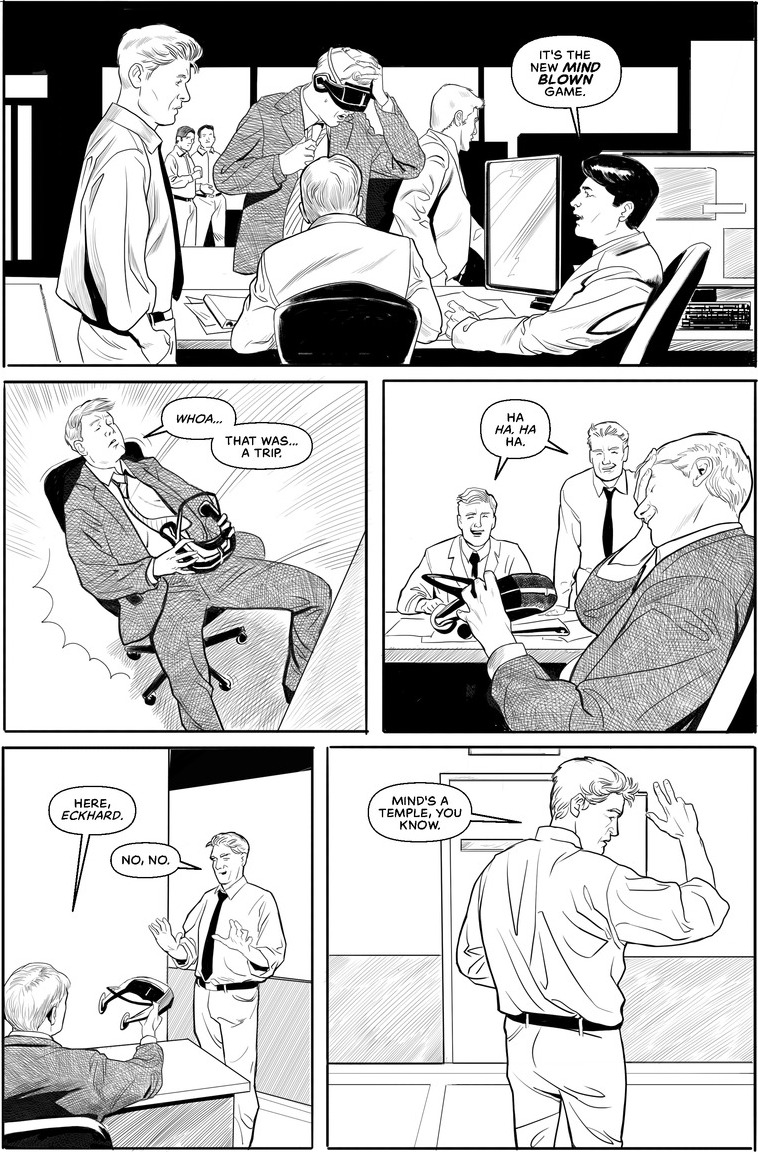 IT'S THE
NEW MIND
BLOWN
GAME.
WHOA...
THAT WAS...
A TRIP.
HA
HA, HA
HA.
HERE,
ECKHARD.
NO, NO.
MIND'S A
TEMPLE, YOU
KNOW.